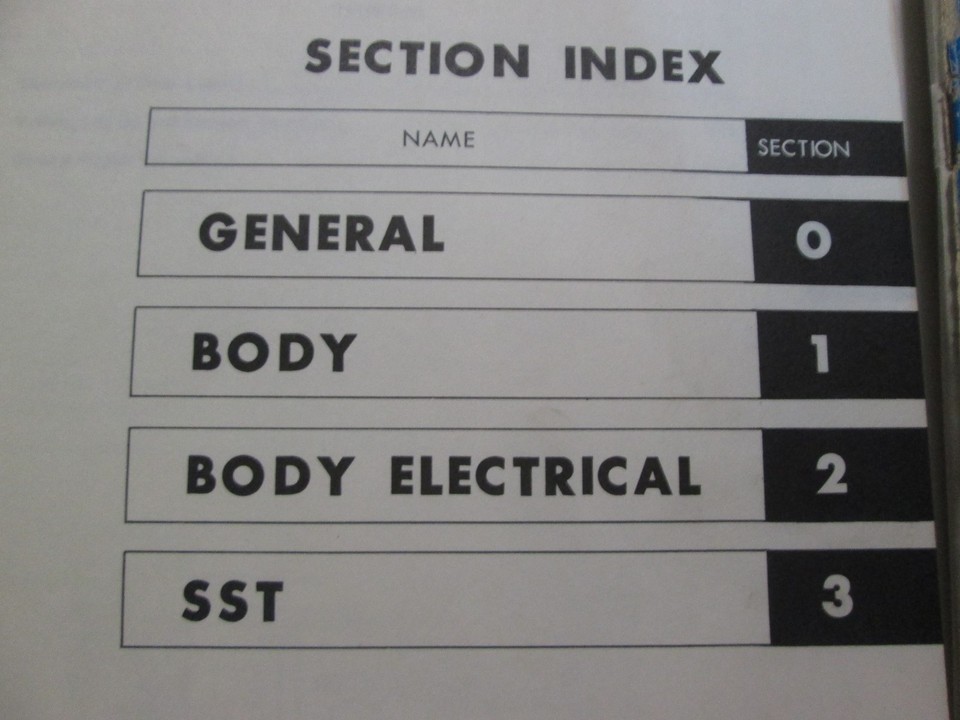 SECTION INDEX
NAME SECTION
GENERAL 0
BODY 1
BODY ELECTRICAL 2
SST 3